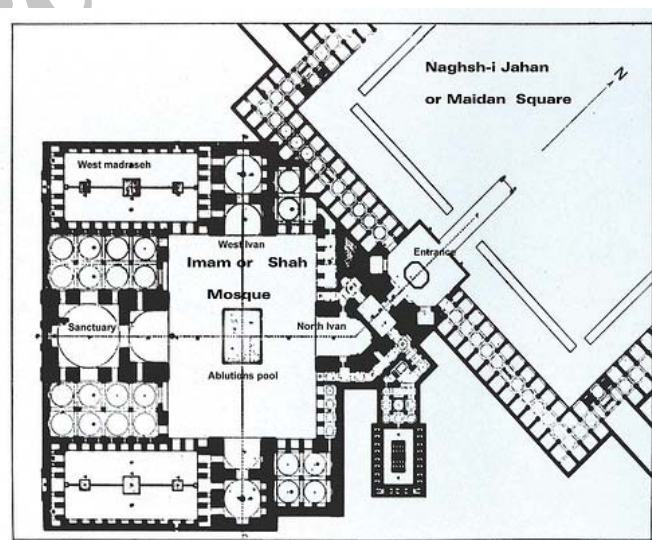 Naghsh-i Jahan
or Maidan Square
N
West madraseh
Entrance
West Ivan
Imam or Shah
Mosque
Sanctuary
North Ivan
Ablutions pool